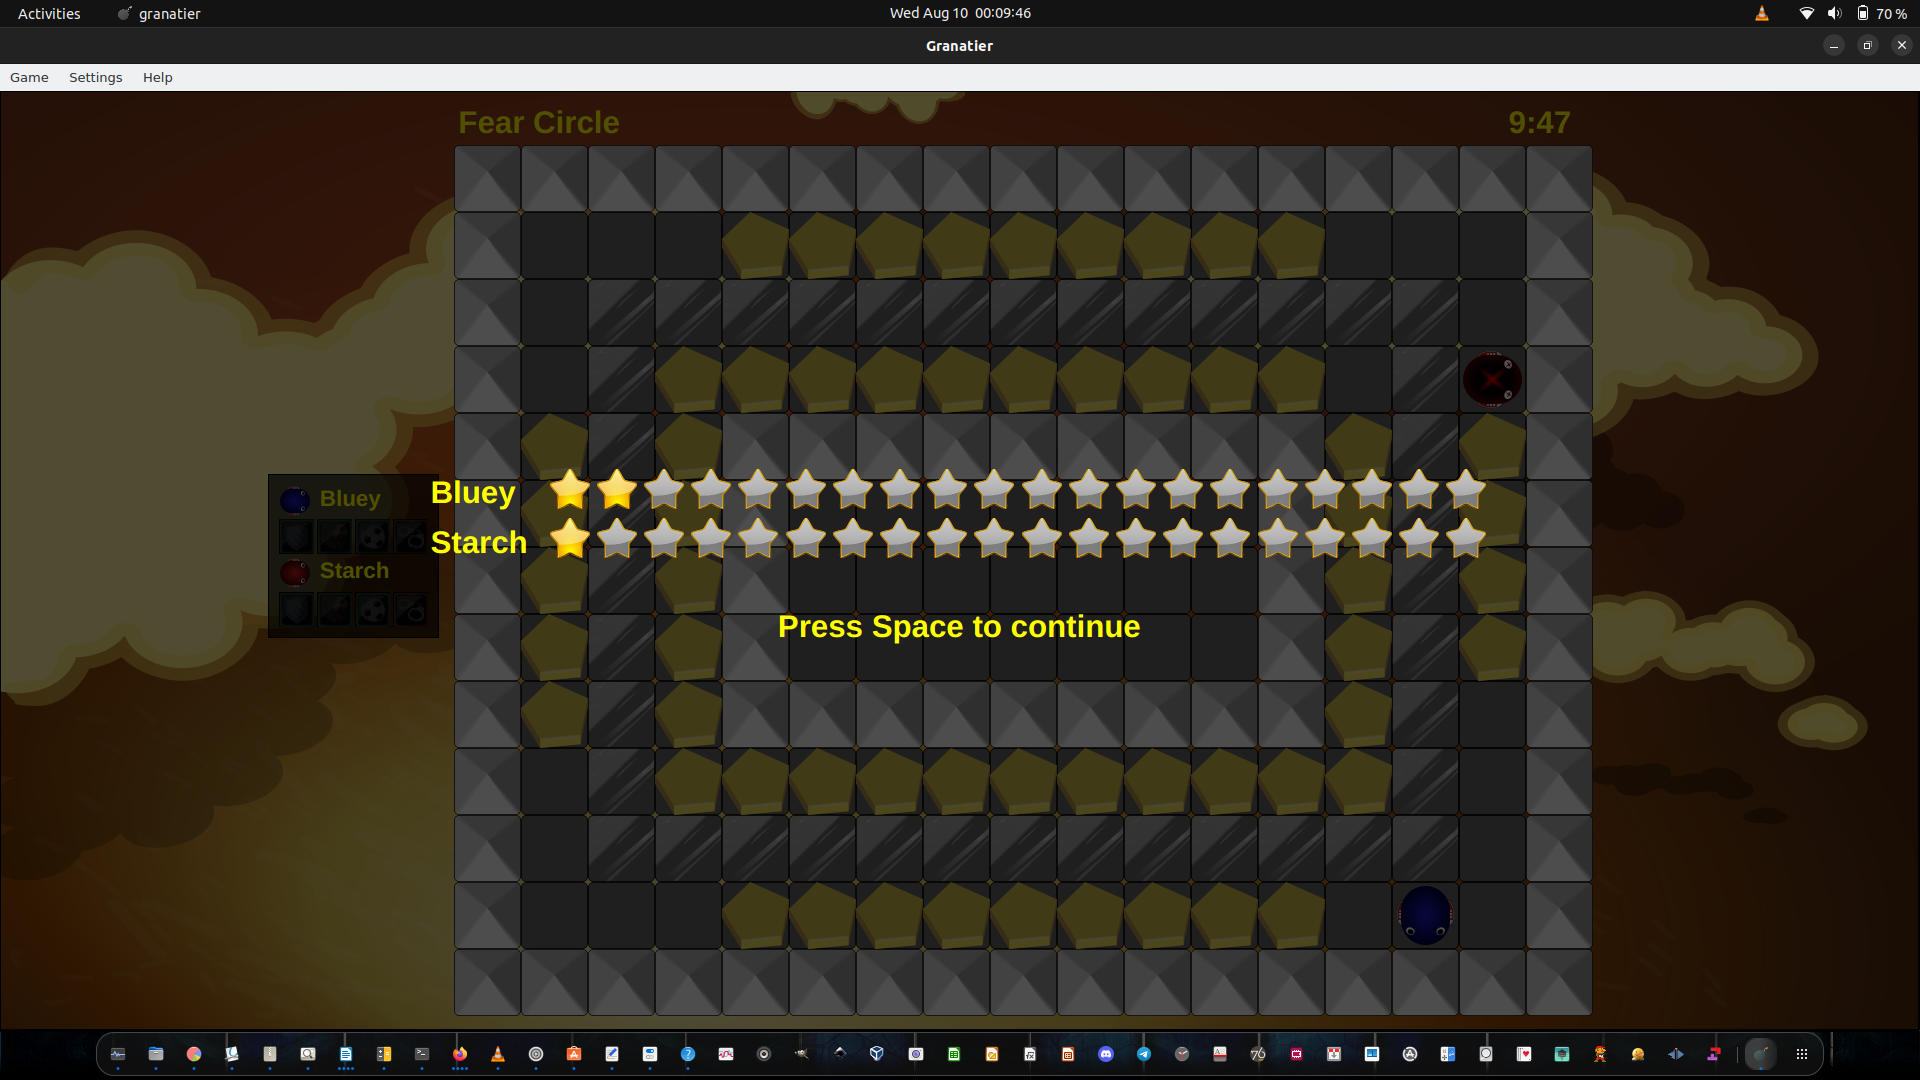 Activities granatier Wed Aug 10 00:09:46 70 %
Granatier
Game Settings Help
Fear Circle 9:47
Bluey
Starch
Bluey
Starch
Press Space to continue
76